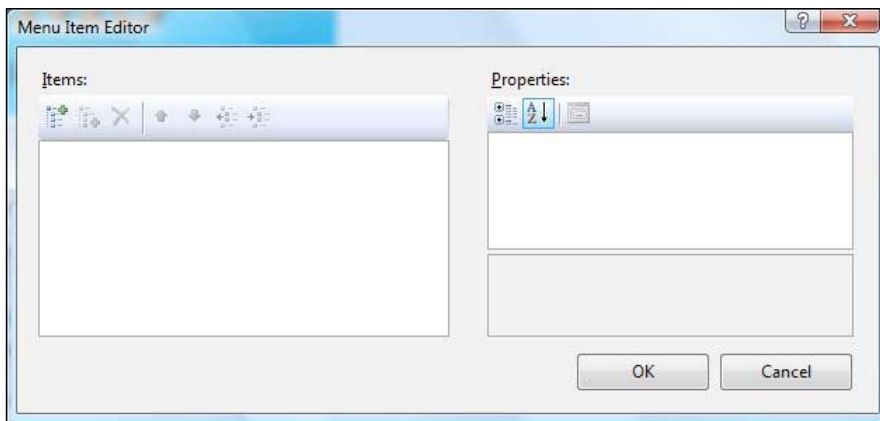 Menu Item Editor
Items:
Properties:
A
Z
OK
Cancel